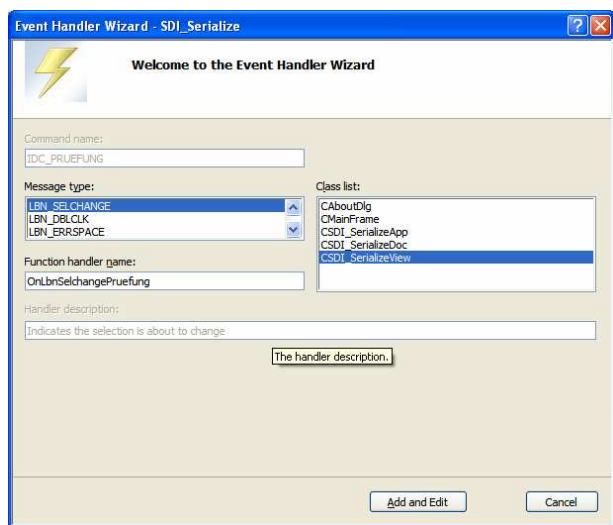 Event Handler Wizard - SDI_Serialize
Welcome to the Event Handler Wizard
Command name:
IDC_PRUEFUNG
Message type:
LBN_SELCHANGE
LBN_DBLCLK
LBN_ERRSPACE
Class list:
CAboutDlg
CMainFrame
CSDI_SerializeApp
CSDI_SerializeDoc
CSDI_SerializeView
Function handler name:
OnLbnSelchangePruefung
Handler description:
Indicates the selection is about to change
The handler description.
Add and Edit
Cancel